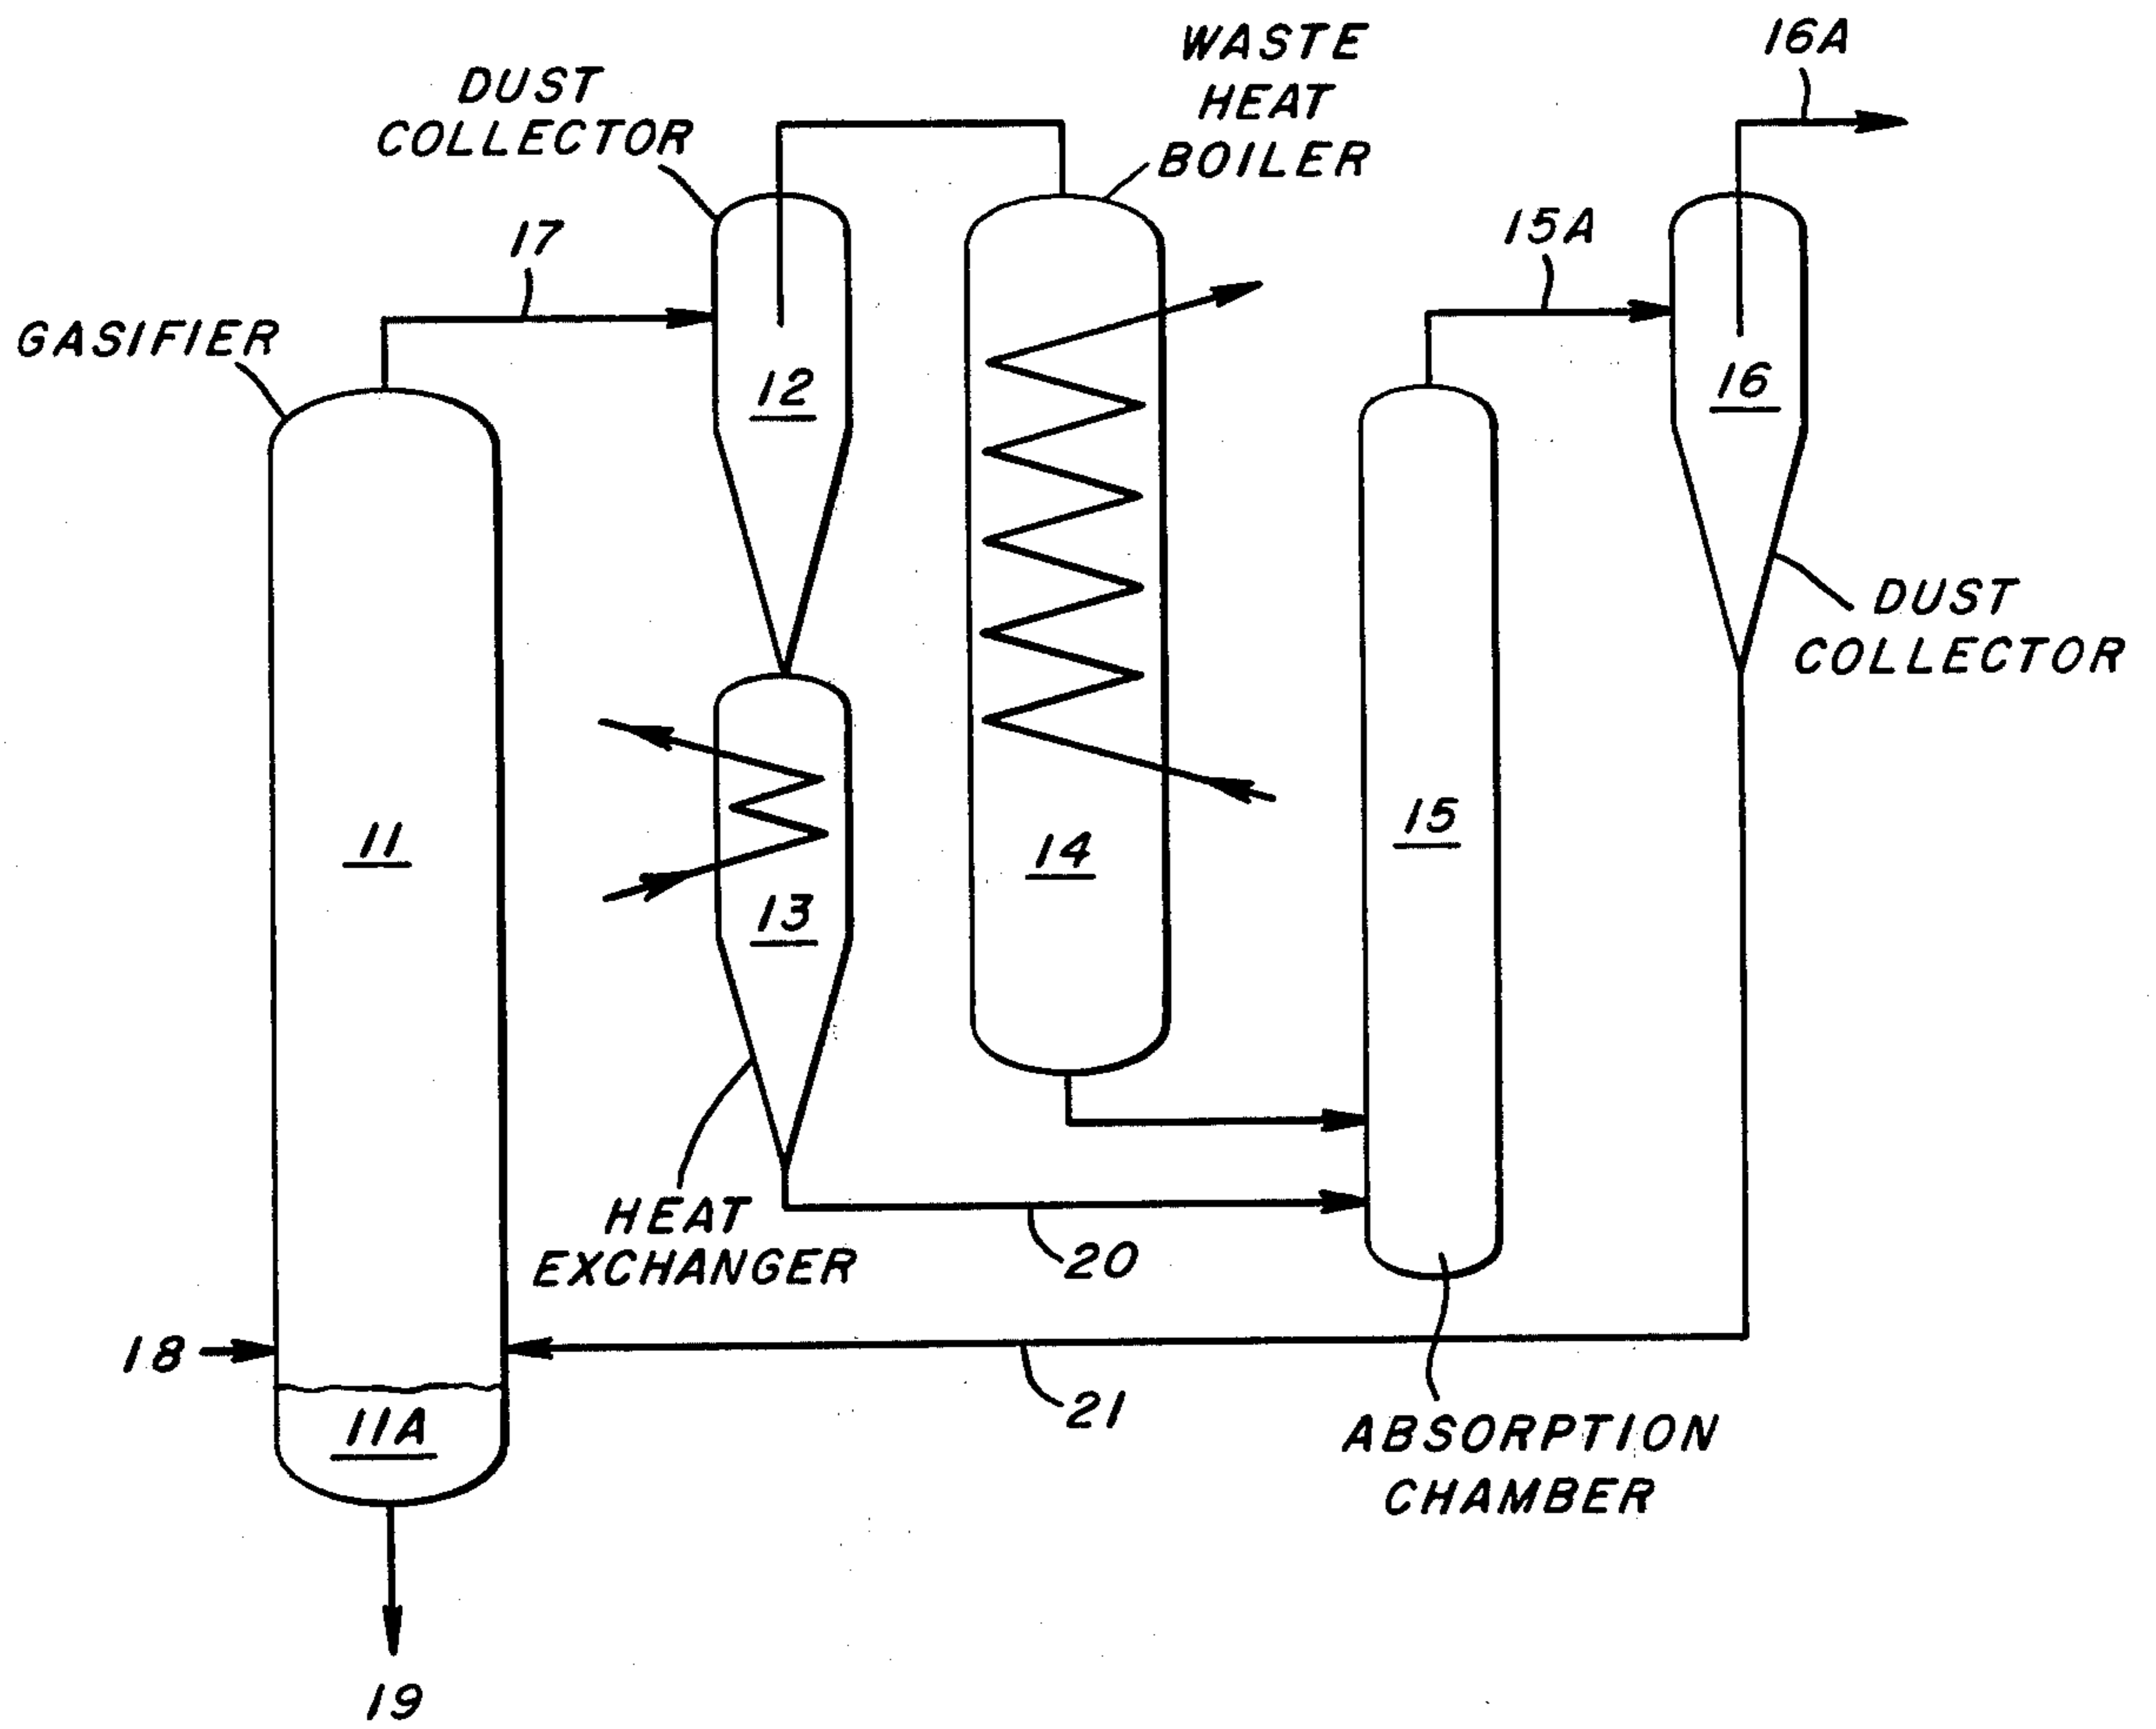 WASTE
HEAT
BOILER
16A
DUST
COLLECTOR
17
15A
GASIFIER
12
16
DUST
COLLECTOR
11
14
15
13
HEAT
EXCHANGER
20
18
11A
21
ABSORPTION
CHAMBER
19